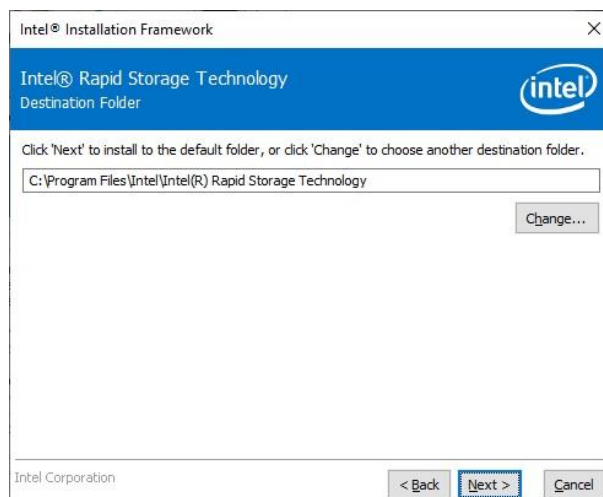 Intel® Installation Framework
Intel® Rapid Storage Technology
Destination Folder
intel
Click 'Next' to install to the default folder, or click 'Change' to choose another destination folder.
C:\Program Files\Intel\Intel(R) Rapid Storage Technology
Change...
Intel Corporation
< Back
Next >
Cancel